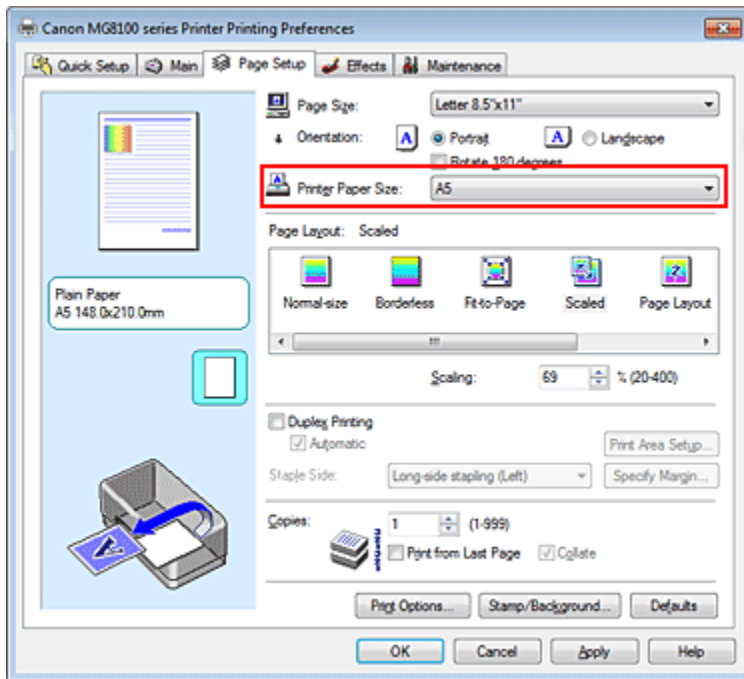 Canon MG8100 series Printer Printing Preferences
Quick Setup Main Page Setup Effects Maintenance
Page Size: Letter 8.5"x11"
Orientation: A Portrait A Landscape
Rotate 180 degrees
Printer Paper Size: A5
Page Layout: Scaled
Normal-size Borderless Fit-to-Page Scaled Page Layout
Plain Paper
A5 148.0x210.0mm
Scaling: 69 % (20-400)
Duplex Printing
Automatic Print Area Setup...
Staple Side: Long-side stapling (Left) Specify Margin...
Copies: 1 (1-999)
Print from Last Page Collate
Print Options... Stamp/Background... Defaults
OK Cancel Apply Help